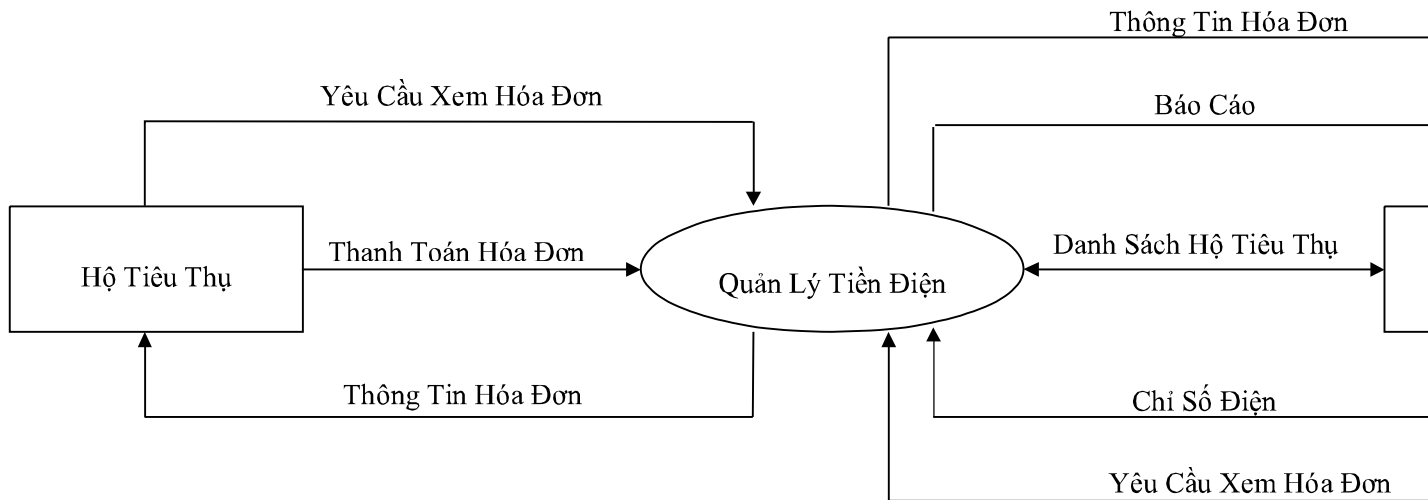 Thông Tin Hóa Đơn
Yêu Cầu Xem Hóa Đơn
Báo Cáo
Hộ Tiêu Thụ
Thanh Toán Hóa Đơn
Quản Lý Tiền Điện
Danh Sách Hộ Tiêu Thụ
Thông Tin Hóa Đơn
Chỉ Số Điện
Yêu Cầu Xem Hóa Đơn